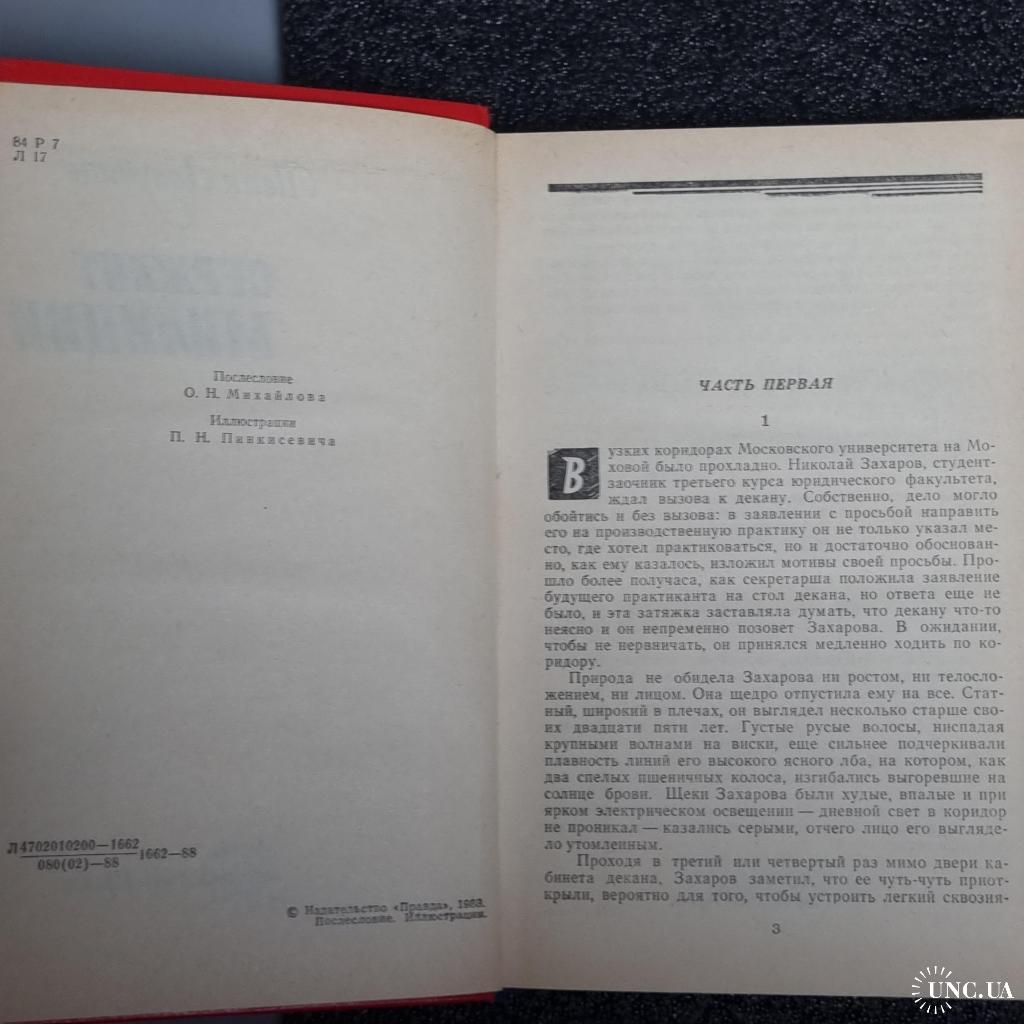 84 Р 7
Л 17
Послесловие
О. Н. Михайлова
Иллюстрации
П. Н. Пинкисевича
Л4702010200—1662
080(02)—88
1662—88
© Издательство «Правда», 1988.
Послесловие. Иллюстрации.
ЧАСТЬ ПЕРВАЯ
1
В узких коридорах Московского университета на Мо-
ховой было прохладно. Николай Захаров, студент-
заочник третьего курса юридического факультета,
ждал вызова к декану. Собственно, дело могло
обойтись и без вызова: в заявлении с просьбой направить
его на производственную практику он не только указал ме-
сто, где хотел практиковаться, но и достаточно обоснован-
но, как ему казалось, изложил мотивы своей просьбы. Про-
шло более получаса, как секретарша положила заявление
будущего практиканта на стол декана, но ответа еще не
было, и эта затяжка заставляла думать, что декану что-то
неясно и он непременно позовет Захарова. В ожидании,
чтобы не нервничать, он принялся медленно ходить по ко-
ридору.
Природа не обидела Захарова ни ростом, ни телосло-
жением, ни лицом. Она щедро отпустила ему на все. Стат-
ный, широкий в плечах, он выглядел несколько старше сво-
их двадцати пяти лет. Густые русые волосы, ниспадая
крупными волнами на виски, еще сильнее подчеркивали
плавность линий его высокого ясного лба, на котором, как
два спелых пшеничных колоса, изгибались выгоревшие на
солнце брови. Щеки Захарова были худые, впалые и при
ярком электрическом освещении — дневной свет в коридор
не проникал — казались серыми, отчего лицо его выгляде-
ло утомленным.
Проходя в третий или четвертый раз мимо двери ка-
бинета декана, Захаров заметил, что ее чуть-чуть приот-
крыли, вероятно для того, чтобы устроить легкий сквозня-
3
UNC.UA